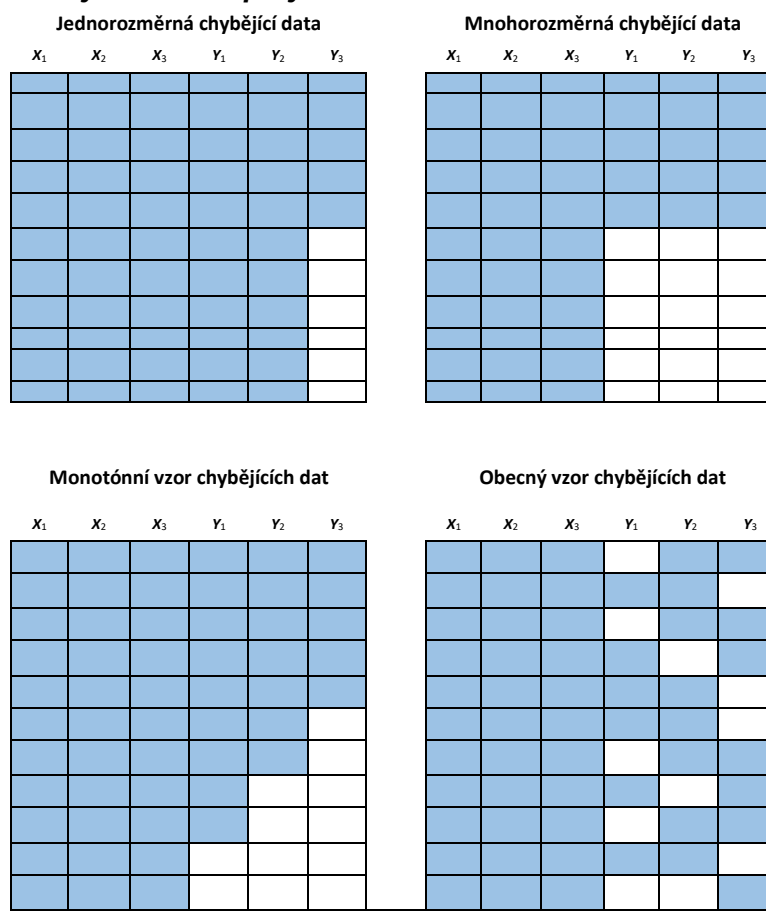 Jednorozměrná chybějící data
Mnohorozměrná chybějící data
X₁ X₂ X₃ Y₁ Y₂ Y₃
X₁ X₂ X₃ Y₁ Y₂ Y₃
Monotónní vzor chybějících dat
Obecný vzor chybějících dat
X₁ X₂ X₃ Y₁ Y₂ Y₃
X₁ X₂ X₃ Y₁ Y₂ Y₃